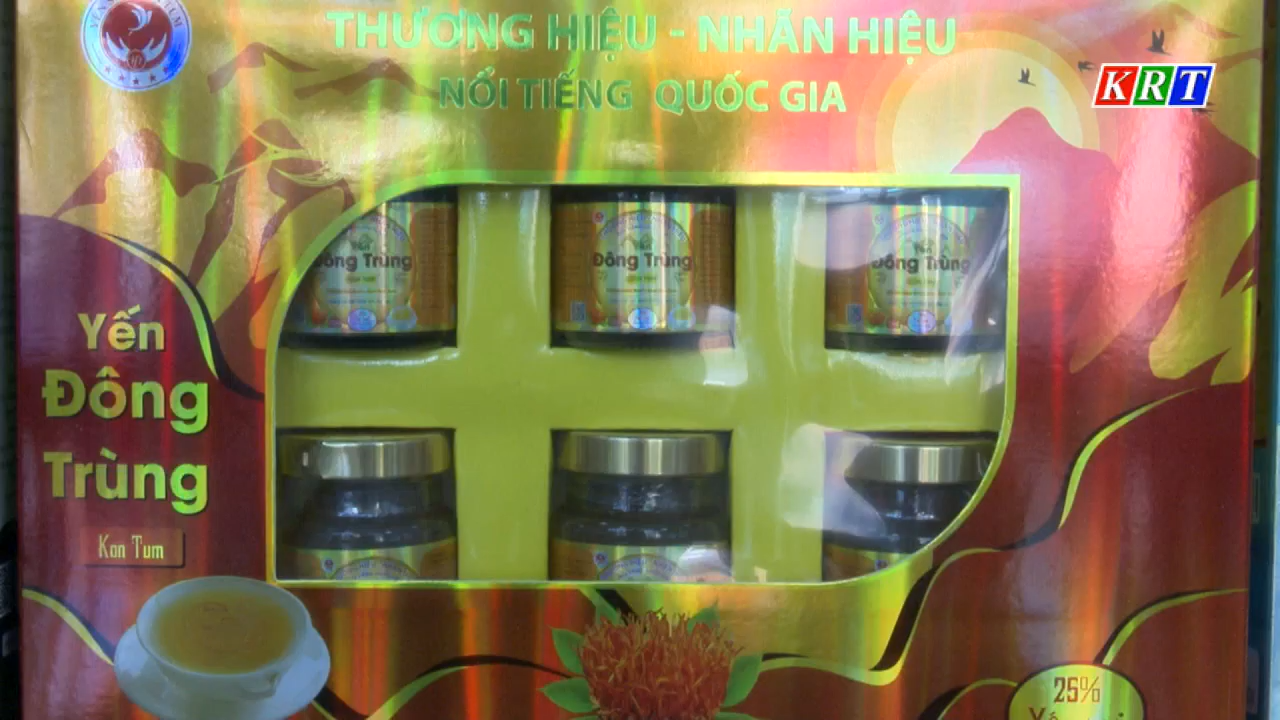 THƯƠNG HIỆU - NHÃN HIỆU
NỔI TIẾNG QUỐC GIA
KRT
Đông Trùng
Đông Trùng
Đông Trùng
Yến
Đông
Trùng
Kon Tum
25%